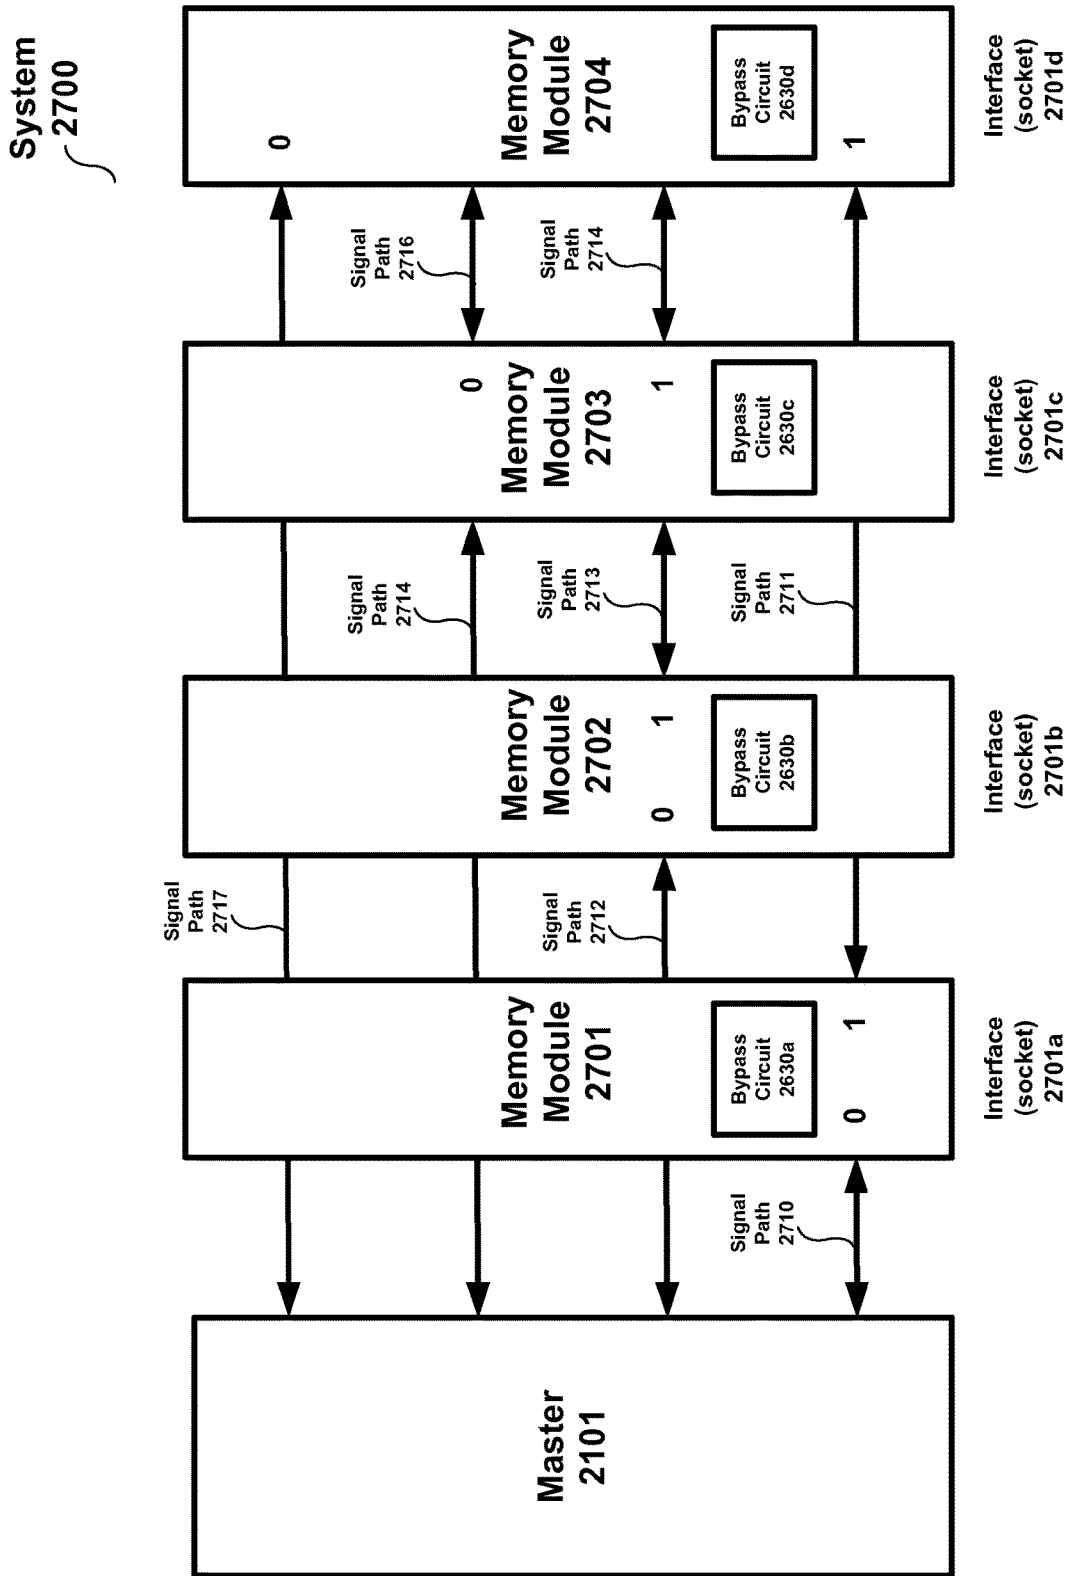 System
2700
Master
2101
Memory
Module
2701
Memory
Module
2702
Memory
Module
2703
Memory
Module
2704
Signal
Path
2717
Signal
Path
2714
Signal
Path
2716
Signal
Path
2712
Signal
Path
2713
Signal
Path
2714
Signal
Path
2710
Signal
Path
2711
0
0
0 1
1
0 1
1
Bypass
Circuit
2630a
Bypass
Circuit
2630b
Bypass
Circuit
2630c
Bypass
Circuit
2630d
Interface
(socket)
2701a
Interface
(socket)
2701b
Interface
(socket)
2701c
Interface
(socket)
2701d